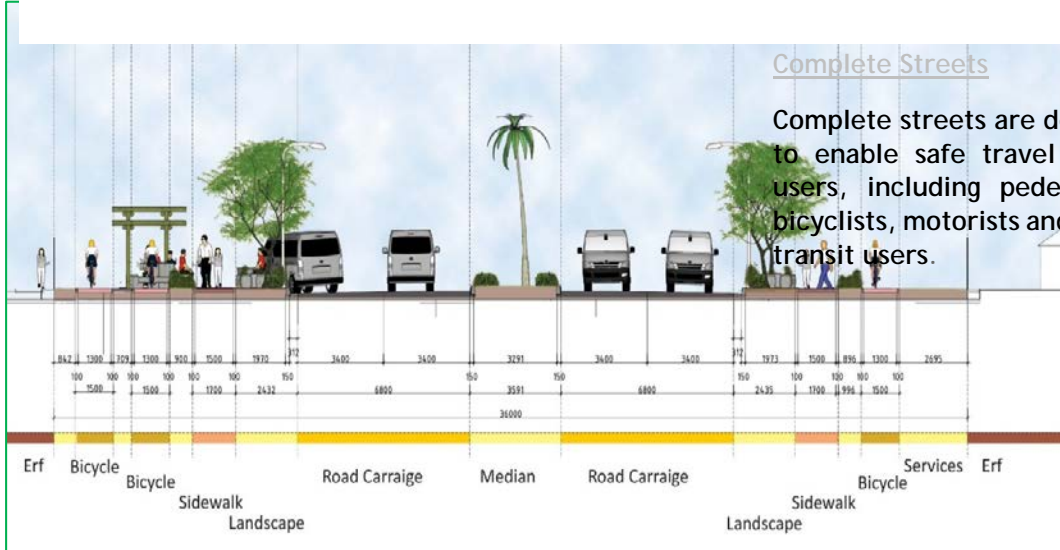 Complete Streets
Complete streets are d
to enable safe travel
users, including pede
bicyclists, motorists and
transit users.
312 312
842 1300 709 1300 900 1500 1970 3400 3400 3291 3400 3400 1973 1500 896 1300 2695
100 100 100 100 100 100 150 150 150 150 100 100 100 100
1500 1500 1700 2432 6800 3591 6800 2435 1700 996 1500
36000
Erf Bicycle Road Carraige Median Road Carraige Services Erf
Bicycle Bicycle
Sidewalk Sidewalk
Landscape Landscape